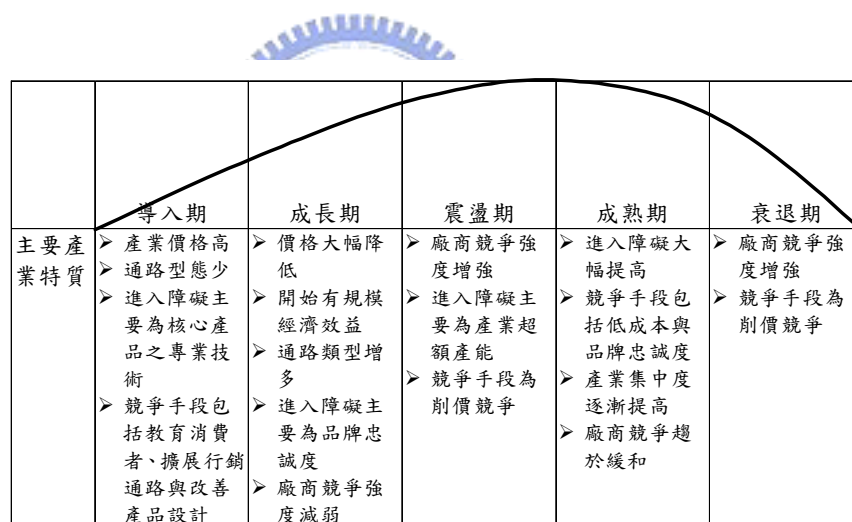 導入期
成長期
震盪期
成熟期
衰退期
主要產
業特質
➢ 產業價格高
➢ 通路型態少
➢ 進入障礙主
要為核心產
品之專業技
術
➢ 競爭手段包
括教育消費
者、擴展行銷
通路與改善
產品設計
➢ 價格大幅降
低
➢ 開始有規模
經濟效益
➢ 通路類型增
多
➢ 進入障礙主
要為品牌忠
誠度
➢ 廠商競爭強
度減弱
➢ 廠商競爭強
度增強
➢ 進入障礙主
要為產業超
額產能
➢ 競爭手段為
削價競爭
➢ 進入障礙大
幅提高
➢ 競爭手段包
括低成本與
品牌忠誠度
➢ 產業集中度
逐漸提高
➢ 廠商競爭趨
於緩和
➢ 廠商競爭強
度增強
➢ 競爭手段為
削價競爭